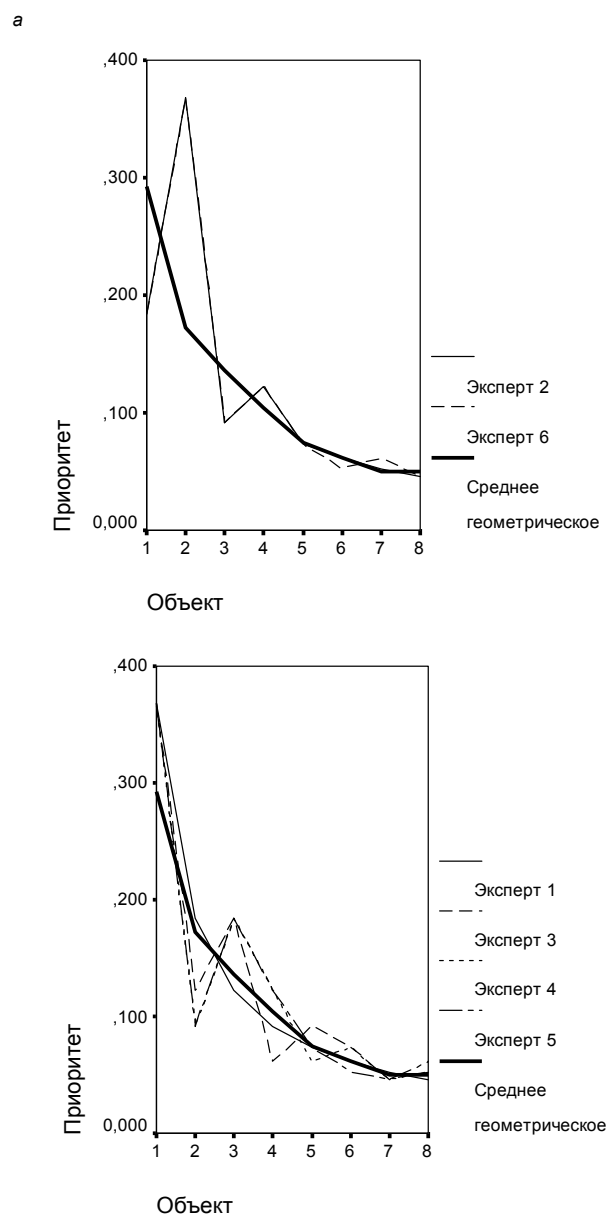 а
,400
,300
,200
,100
0,000
Приоритет
1 2 3 4 5 6 7 8
Объект
Эксперт 2
Эксперт 6
Среднее
геометрическое
,400
,300
,200
,100
0,000
Приоритет
1 2 3 4 5 6 7 8
Объект
Эксперт 1
Эксперт 3
Эксперт 4
Эксперт 5
Среднее
геометрическое